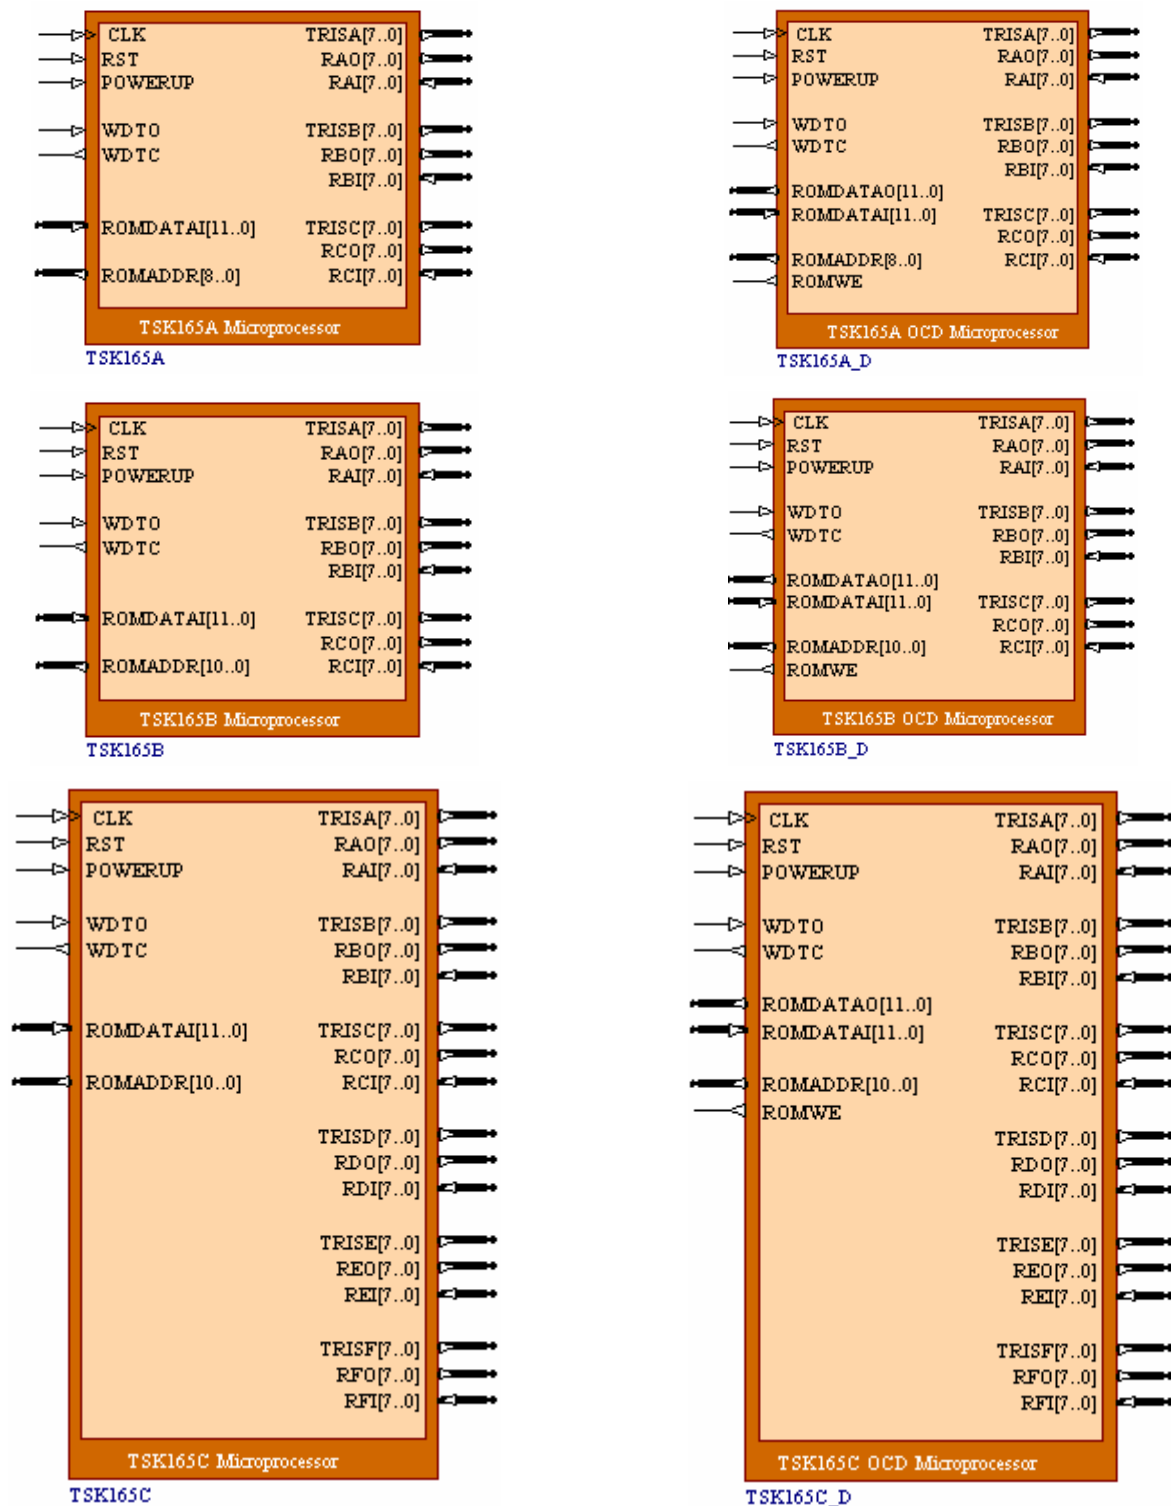 CLK TRISA[7..0]
RST RAO[7..0]
POWERUP RAI[7..0]
WDTO TRISB[7..0]
WDTC RBO[7..0]
RBI[7..0]
ROMDATAI[11..0] TRISC[7..0]
RCO[7..0]
ROMADDR[8..0] RCI[7..0]
TSK165A Microprocessor
TSK165A
CLK TRISA[7..0]
RST RAO[7..0]
POWERUP RAI[7..0]
WDTO TRISB[7..0]
WDTC RBO[7..0]
RBI[7..0]
ROMDATAO[11..0]
ROMDATAI[11..0] TRISC[7..0]
RCO[7..0]
ROMADDR[8..0] RCI[7..0]
ROMWE
TSK165A OCD Microprocessor
TSK165A_D
CLK TRISA[7..0]
RST RAO[7..0]
POWERUP RAI[7..0]
WDTO TRISB[7..0]
WDTC RBO[7..0]
RBI[7..0]
ROMDATAI[11..0] TRISC[7..0]
RCO[7..0]
ROMADDR[10..0] RCI[7..0]
TSK165B Microprocessor
TSK165B
CLK TRISA[7..0]
RST RAO[7..0]
POWERUP RAI[7..0]
WDTO TRISB[7..0]
WDTC RBO[7..0]
RBI[7..0]
ROMDATAO[11..0]
ROMDATAI[11..0] TRISC[7..0]
RCO[7..0]
ROMADDR[10..0] RCI[7..0]
ROMWE
TSK165B OCD Microprocessor
TSK165B_D
CLK TRISA[7..0]
RST RAO[7..0]
POWERUP RAI[7..0]
WDTO TRISB[7..0]
WDTC RBO[7..0]
RBI[7..0]
ROMDATAI[11..0] TRISC[7..0]
RCO[7..0]
ROMADDR[10..0] RCI[7..0]
TRISD[7..0]
RDO[7..0]
RDI[7..0]
TRISE[7..0]
REO[7..0]
REI[7..0]
TRISF[7..0]
RFO[7..0]
RFI[7..0]
TSK165C Microprocessor
TSK165C
CLK TRISA[7..0]
RST RAO[7..0]
POWERUP RAI[7..0]
WDTO TRISB[7..0]
WDTC RBO[7..0]
RBI[7..0]
ROMDATAO[11..0]
ROMDATAI[11..0] TRISC[7..0]
RCO[7..0]
ROMADDR[10..0] RCI[7..0]
ROMWE
TRISD[7..0]
RDO[7..0]
RDI[7..0]
TRISE[7..0]
REO[7..0]
REI[7..0]
TRISF[7..0]
RFO[7..0]
RFI[7..0]
TSK165C OCD Microprocessor
TSK165C_D